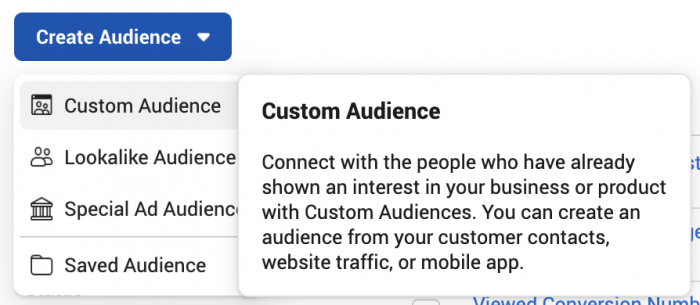 Create Audience
Custom Audience
Lookalike Audience
Special Ad Audienc
Saved Audience
Custom Audience
Connect with the people who have already
shown an interest in your business or product
with Custom Audiences. You can create an
audience from your customer contacts,
website traffic, or mobile app.
Viewed Conversion Numb